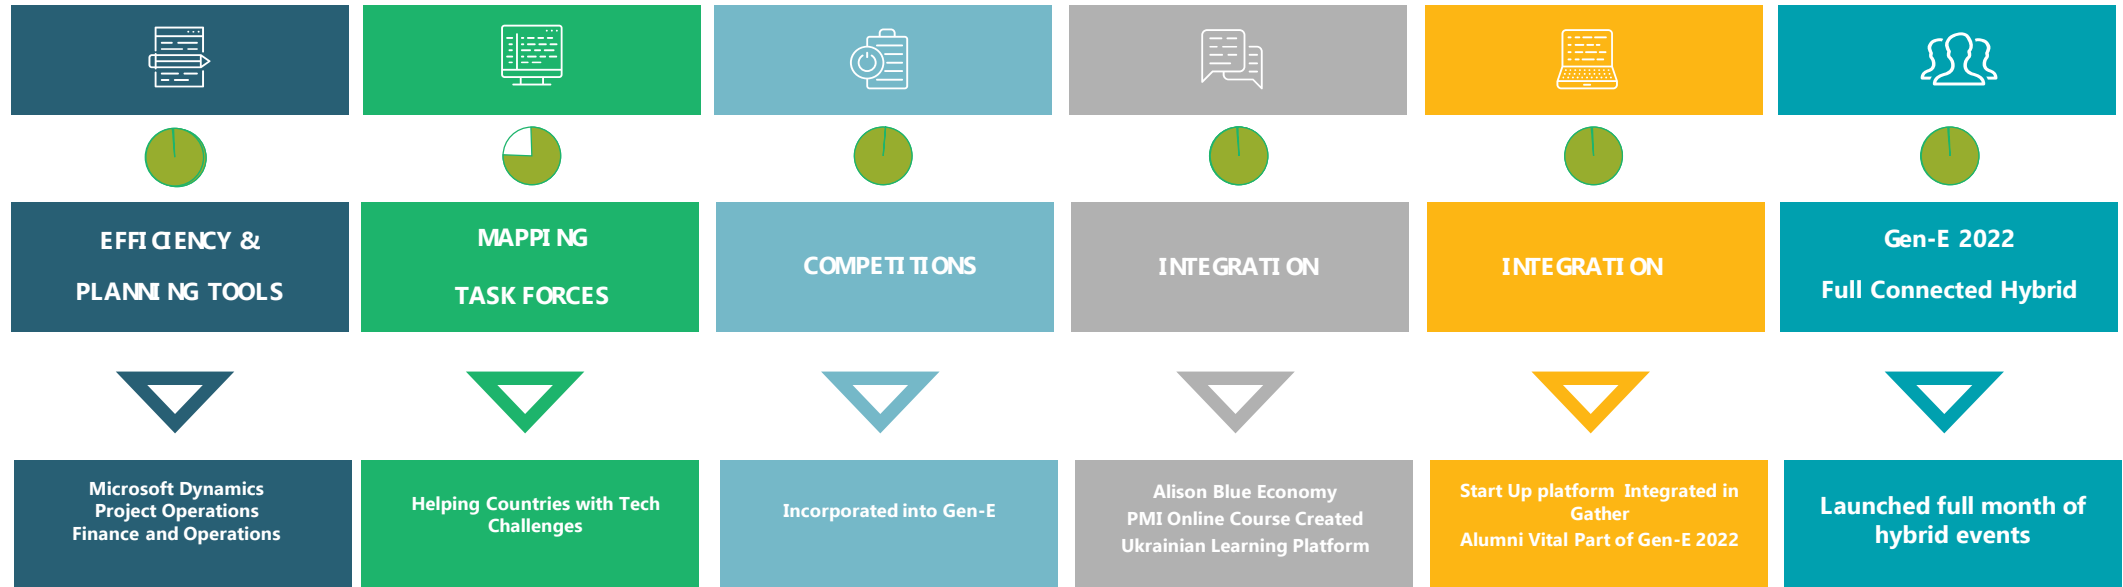 EFFICIENCY &
PLANNING TOOLS
MAPPING
TASK FORCES
COMPETITIONS
INTEGRATION
INTEGRATION
Gen-E 2022
Full Connected Hybrid
Microsoft Dynamics
Project Operations
Finance and Operations
Helping Countries with Tech
Challenges
Incorporated into Gen-E
Alison Blue Economy
PMI Online Course Created
Ukrainian Learning Platform
Start Up platform Integrated in
Gather
Alumni Vital Part of Gen-E 2022
Launched full month of
hybrid events